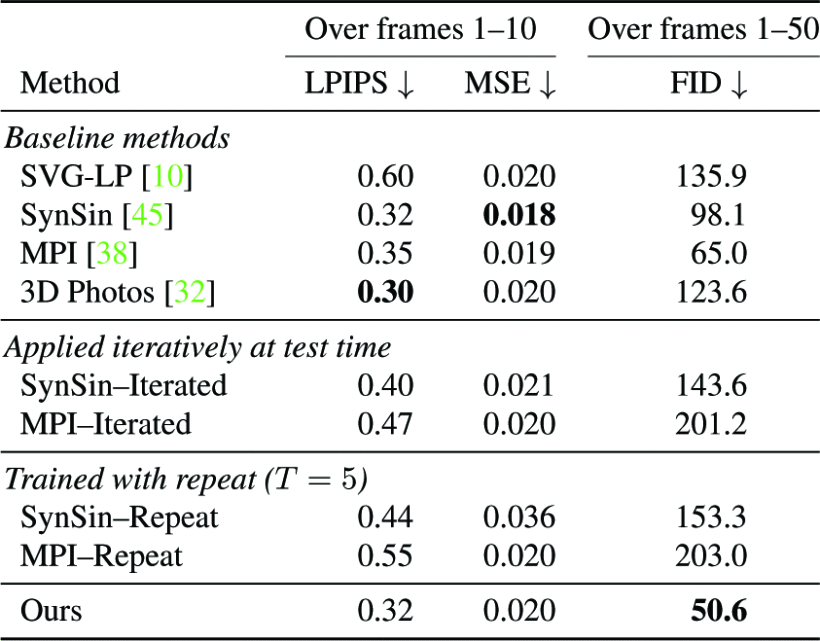 Over frames 1–10 Over frames 1–50
Method LPIPS ↓ MSE ↓ FID ↓
Baseline methods
SVG-LP [10] 0.60 0.020 135.9
SynSin [45] 0.32 0.018 98.1
MPI [38] 0.35 0.019 65.0
3D Photos [32] 0.30 0.020 123.6
Applied iteratively at test time
SynSin–Iterated 0.40 0.021 143.6
MPI–Iterated 0.47 0.020 201.2
Trained with repeat (T = 5)
SynSin–Repeat 0.44 0.036 153.3
MPI–Repeat 0.55 0.020 203.0
Ours 0.32 0.020 50.6